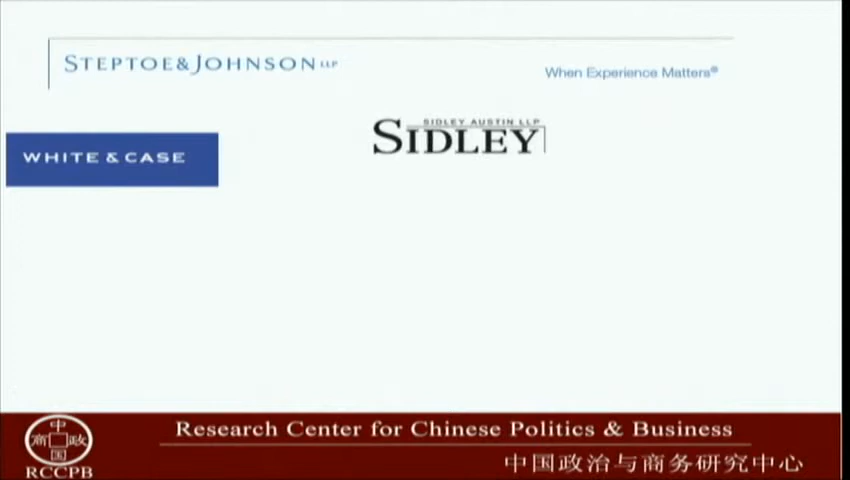 STEPTOE&JOHNSON LLP
When Experience Matters®
SIDLEY AUSTIN LLP
SIDLEY
WHITE & CASE
Research Center for Chinese Politics & Business
中国政治与商务研究中心
中
商 政
国
RCCPB